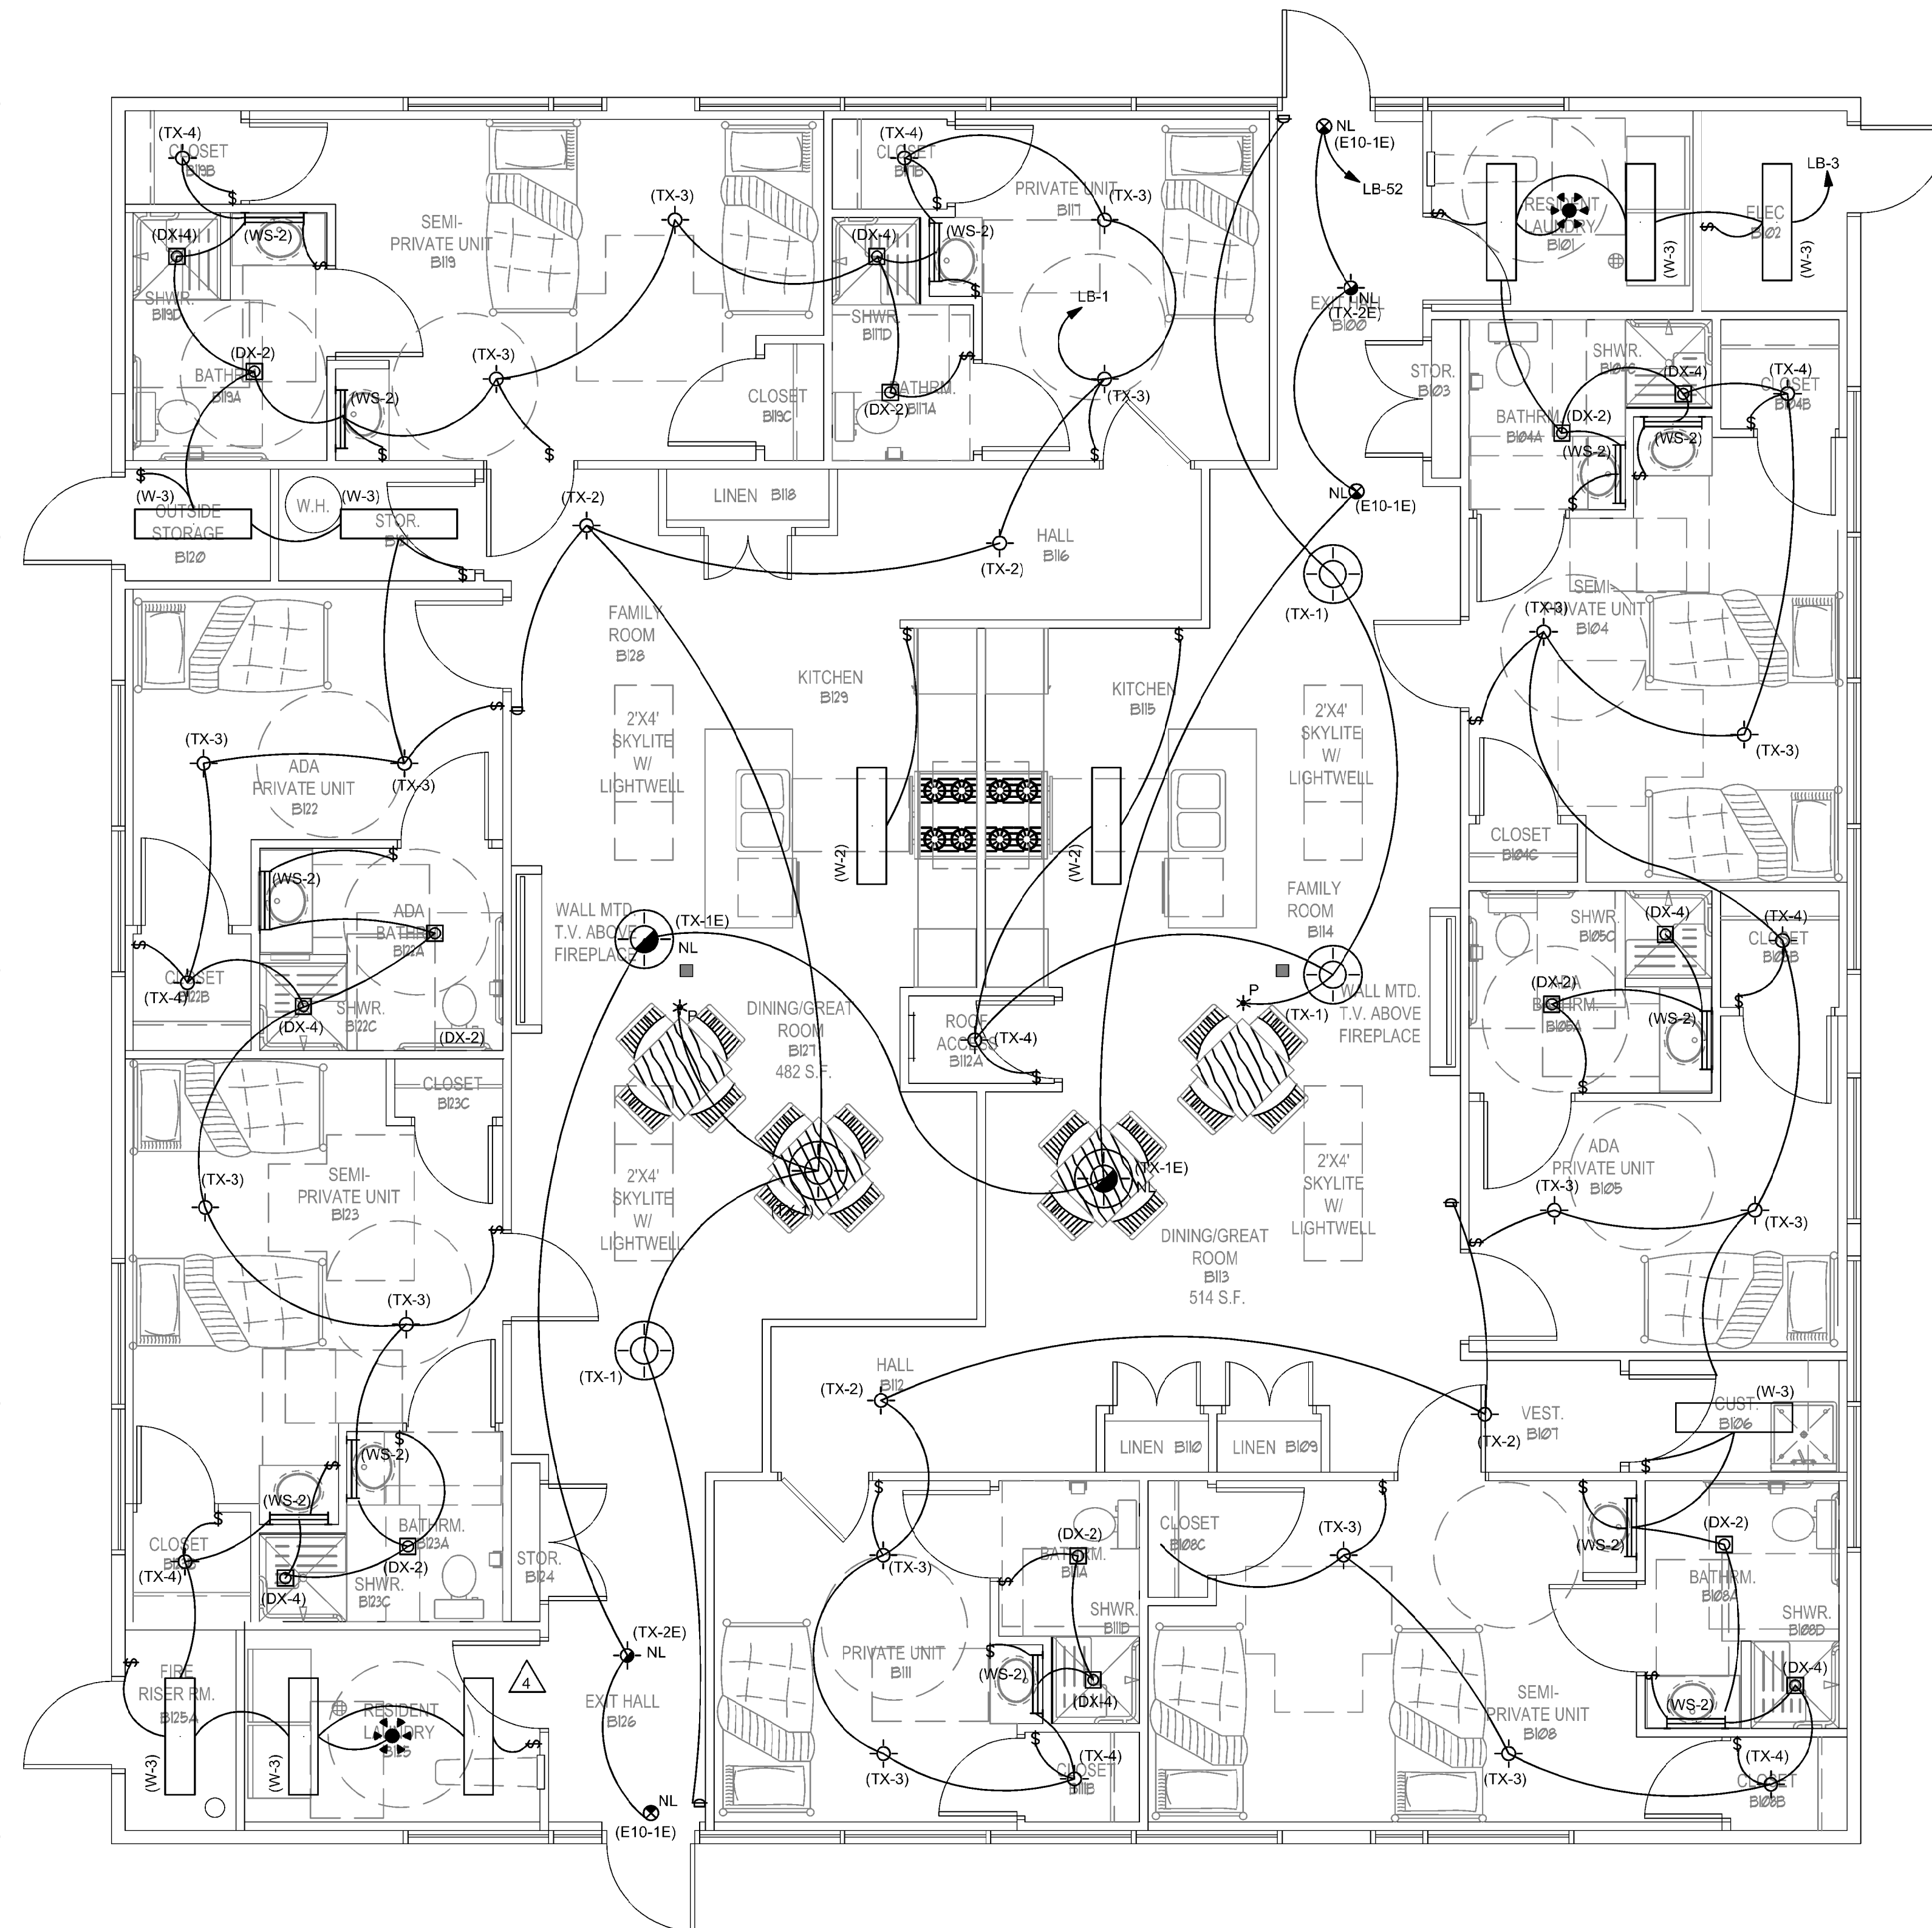 (TX-4)
CLOSET
B119B
(DX-4)
(WS-2)
SHWR.
B119D
(DX-2)
BATHR
B119A
(WS-2)
SEMI-
PRIVATE UNIT
B119
(TX-3)
(TX-3)
CLOSET
B119C
(TX-4)
CLOSET
B117B
PRIVATE UNIT
B117
(TX-3)
(DX-4)
(WS-2)
SHWR.
B117D
LB-1
BATHRM.
B117A
(DX-2)
(TX-3)
NL
(E10-1E)
LB-52
NL
EXIT HALL
(TX-2E)
B100
NL
(E10-1E)
RESIDENT
LAUNDRY
B101
(W-3)
ELEC
B102
LB-3
(W-3)
STOR.
B103
SHWR.
B104C
(DX-4)
(TX-4)
CLOSET
B104B
BATHRM.
B104A
(DX-2)
(WS-2)
(WS-2)
SEMI-
PRIVATE UNIT
B104
(TX-3)
(TX-3)
CLOSET
B104C
(W-3)
OUTSIDE
STORAGE
B120
W.H.
(W-3)
STOR.
B121
(TX-2)
LINEN B118
HALL
B116
(TX-2)
FAMILY
ROOM
B128
KITCHEN
B129
KITCHEN
B115
(TX-1)
2'X4'
SKYLITE
W/
LIGHTWELL
2'X4'
SKYLITE
W/
LIGHTWELL
(W-2)
(W-2)
(TX-3)
(TX-3)
ADA
PRIVATE UNIT
B122
(WS-2)
ADA
BATHR
B122A
CLOSET
B122B
(TX-4)
SHWR.
B122C
(DX-4)
(DX-2)
WALL MTD.
T.V. ABOVE
FIREPLACE
(TX-1E)
NL
P
DINING/GREAT
ROOM
B127
482 S.F.
(TX-1)
ROOF
ACCESS
B112A
(TX-4)
FAMILY
ROOM
B114
P
(TX-1)
WALL MTD.
T.V. ABOVE
FIREPLACE
(TX-1E)
NL
2'X4'
SKYLITE
W/
LIGHTWELL
2'X4'
SKYLITE
W/
LIGHTWELL
DINING/GREAT
ROOM
B113
514 S.F.
SHWR.
B105C
(DX-4)
(TX-4)
CLOSET
B105B
(DX-2)
ADA
BATHRM.
B105A
(WS-2)
ADA
PRIVATE UNIT
B105
(TX-3)
(TX-3)
CLOSET
B123C
SEMI-
PRIVATE UNIT
B123
(TX-3)
(TX-3)
(WS-2)
(WS-2)
BATHRM.
B123A
(DX-2)
CLOSET
(TX-4)
(DX-4)
SHWR.
B123C
STOR.
B124
(TX-1)
HALL
B112
(TX-2)
LINEN B110
LINEN B109
VEST.
B107
(TX-2)
(W-3)
CUST.
B106
FIRE
RISER RM.
B125A
(W-3)
RESIDENT
LAUNDRY
B125
(W-3)
4
(TX-2E)
NL
EXIT HALL
B126
NL
(E10-1E)
(TX-3)
(DX-2)
BATHRM.
B111A
SHWR.
B111D
PRIVATE UNIT
B111
(WS-2)
(DX-4)
(TX-3)
(TX-4)
CLOSET
B111B
CLOSET
B108C
(TX-3)
(WS-2)
(DX-2)
BATHRM.
B108A
SHWR.
B108D
SEMI-
PRIVATE UNIT
B108
(DX-4)
(WS-2)
(TX-3)
(TX-4)
CLOSET
B108B